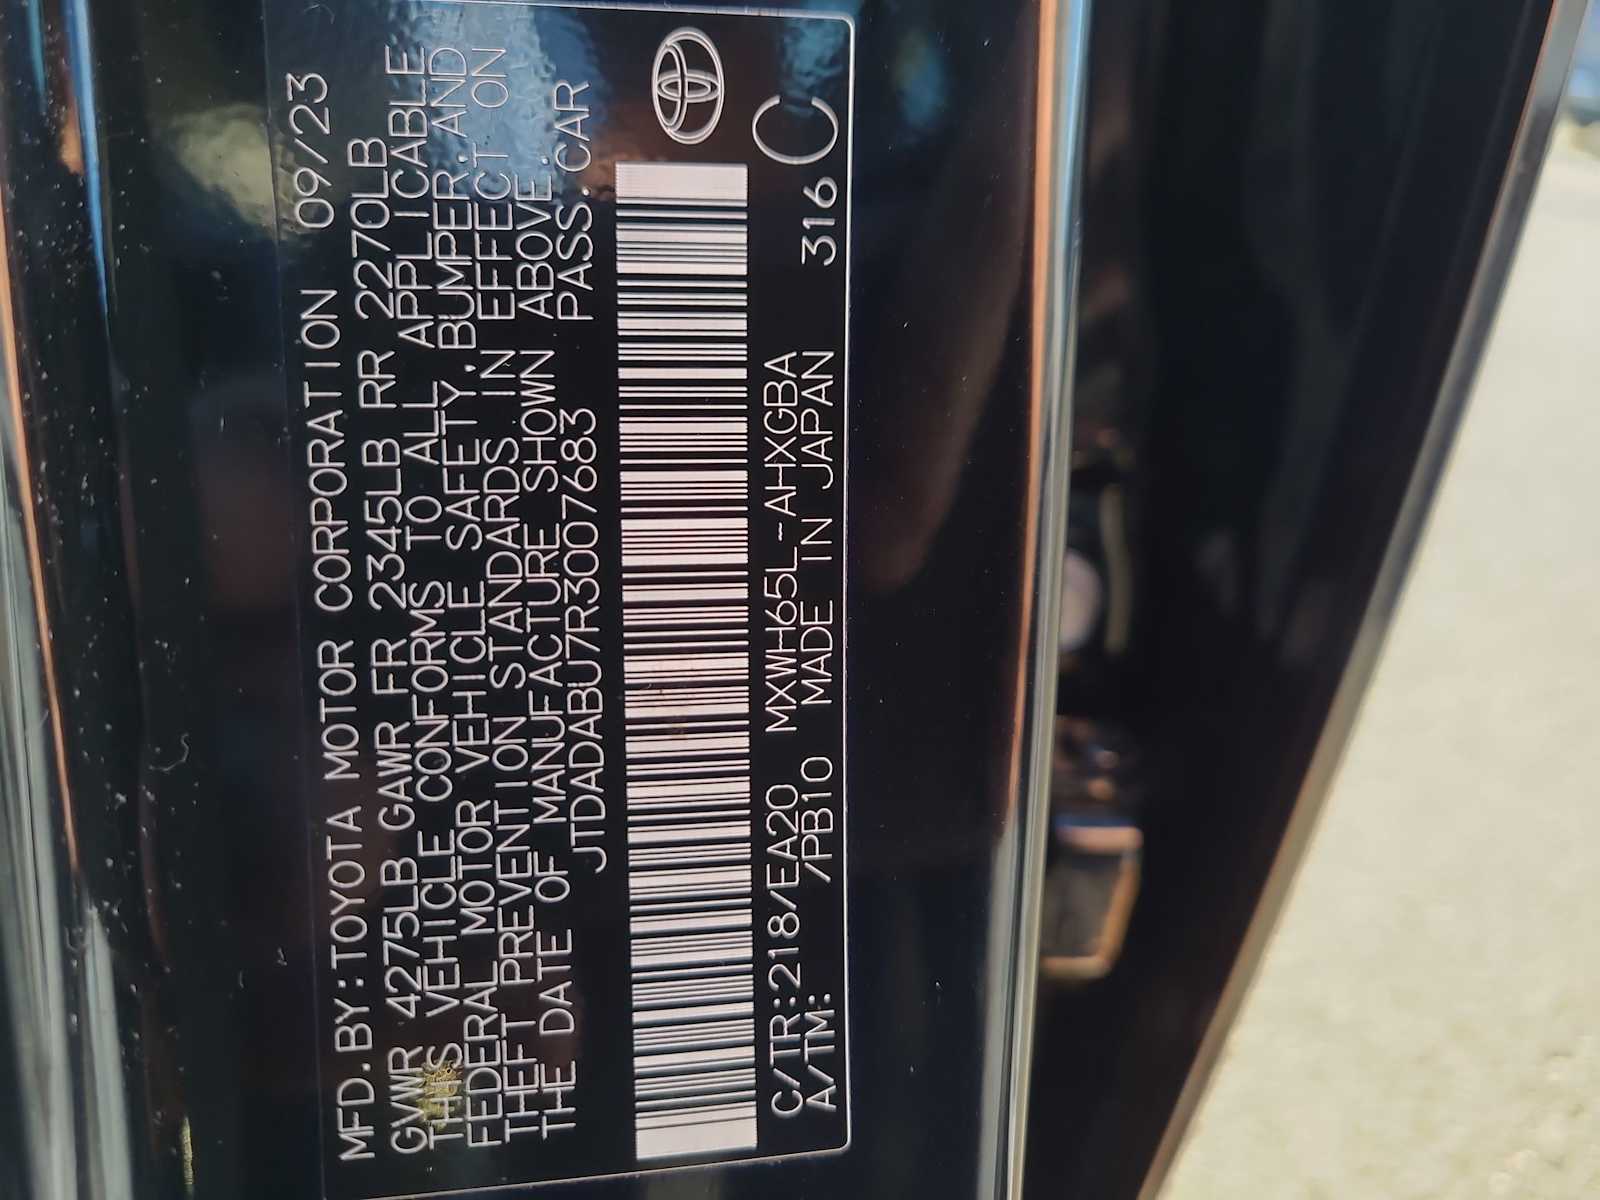 MFD.BY:TOYOTA MOTOR CORPORATION 09/23
GVWR 4275LB GAWR FR 2345LB RR 2270LB
THIS VEHICLE CONFORMS TO ALL APPLICABLE
FEDERAL MOTOR VEHICLE SAFETY, BUMPER, AND
THEFT PREVENTION STANDARDS IN EFFECT ON
THE DATE OF MANUFACTURE SHOWN ABOVE.
JTDADABU7R3007683 PASS.CAR
C/TR:218/EA20 MXWH65L-AHXGBA
A/TM: /PB10 MADE IN JAPAN 316 C